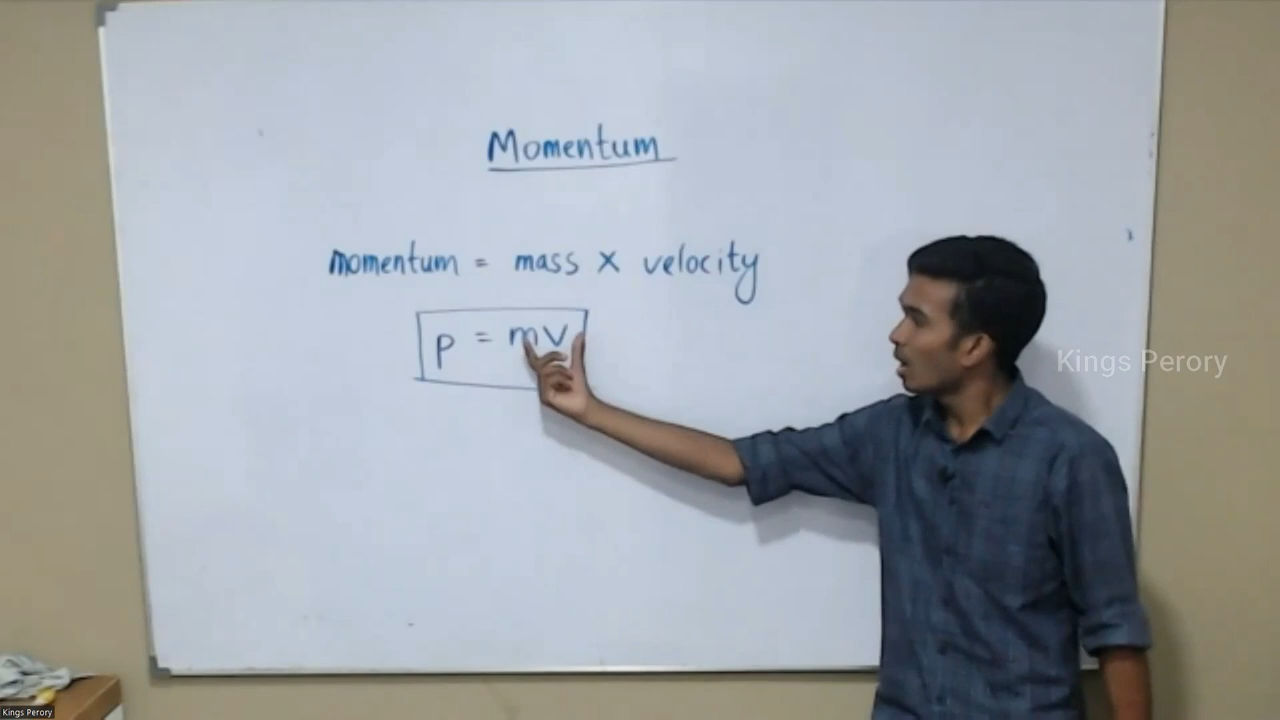 Momentum
momentum = mass x velocity
p = mv
Kings Perory
Kings Perory